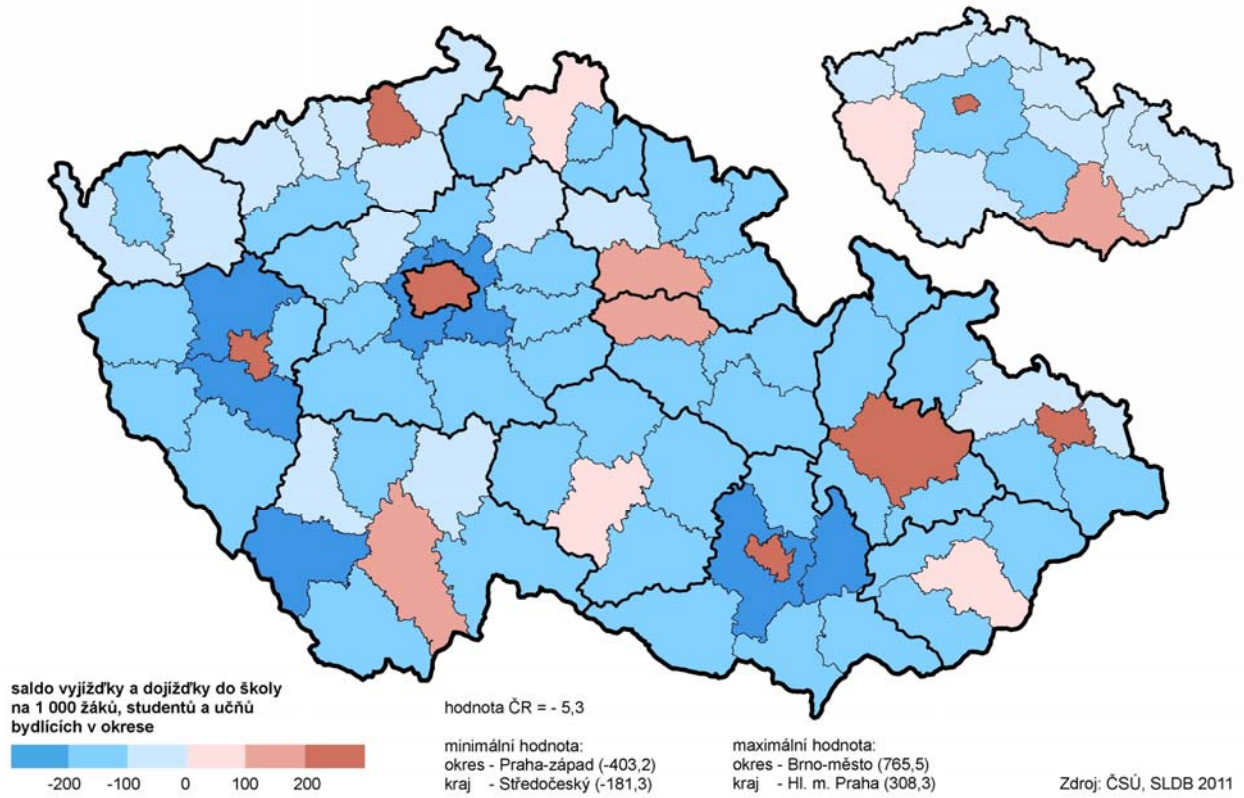 saldo vyjížďky a dojížďky do školy
na 1 000 žáků, studentů a učňů
bydlících v okrese
-200 -100 0 100 200
hodnota ČR = - 5,3
minimální hodnota:
okres - Praha-západ (-403,2)
kraj - Středočeský (-181,3)
maximální hodnota:
okres - Brno-město (765,5)
kraj - Hl. m. Praha (308,3)
Zdroj: ČSÚ, SLDB 2011